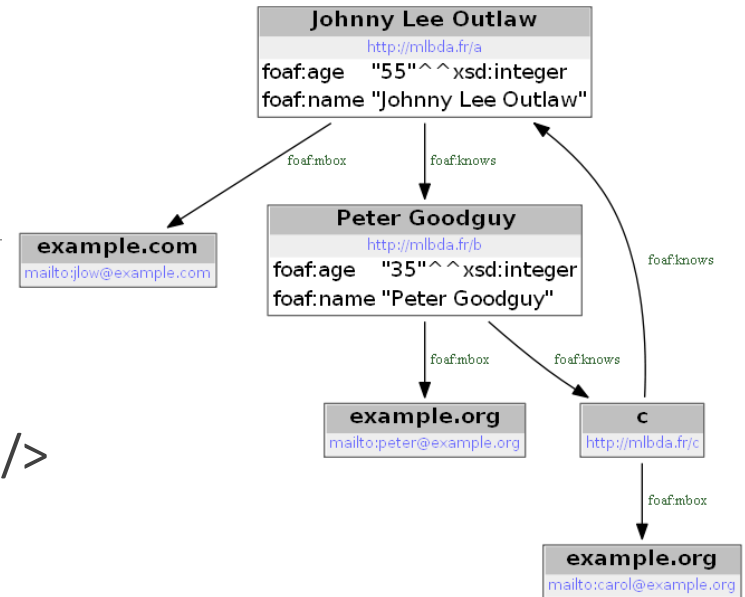 Johnny Lee Outlaw
http://mlbda.fr/a
foaf:age "55"^^xsd:integer
foaf:name "Johnny Lee Outlaw"
foaf:mbox
foaf:knows
Peter Goodguy
http://mlbda.fr/b
foaf:age "35"^^xsd:integer
foaf:name "Peter Goodguy"
example.com
mailto:jlow@example.com
foaf:knows
foaf:mbox
foaf:knows
example.org
mailto:peter@example.org
c
http://mlbda.fr/c
/>
foaf:mbox
example.org
mailto:carol@example.org